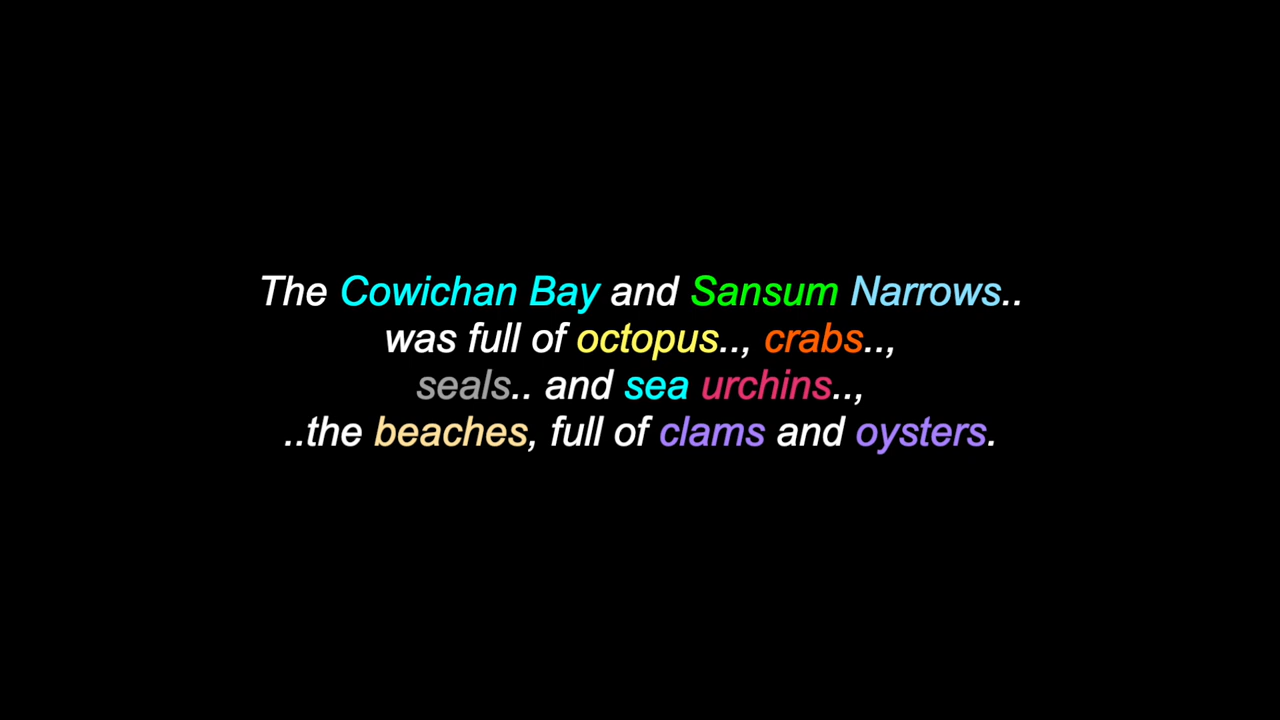 The Cowichan Bay and Sansum Narrows..
was full of octopus.., crabs..,
seals.. and sea urchins..,
..the beaches, full of clams and oysters.